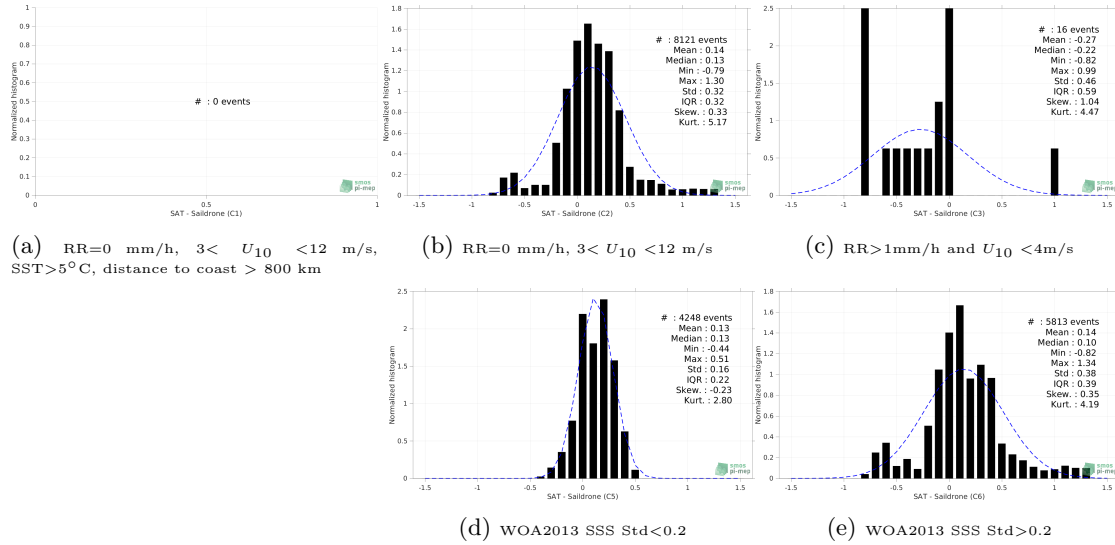 1
0.9
0.8
0.7
0.6
0.5
0.4
0.3
0.2
0.1
0
Normalized histogram
# : 0 events
0
0.5
1
SAT - Saildrone (C1)
smos
pi-mep
(a) RR=0 mm/h, 3< U10 <12 m/s,
SST>5°C, distance to coast > 800 km
1.8
1.6
1.4
1.2
1
0.8
0.6
0.4
0.2
0
Normalized histogram
# : 8121 events
Mean : 0.14
Median : 0.13
Min : -0.79
Max : 1.30
Std : 0.32
IQR : 0.32
Skew. : 0.33
Kurt. : 5.17
-1.5
-1
-0.5
0
0.5
1
1.5
SAT - Saildrone (C2)
smos
pi-mep
(b) RR=0 mm/h, 3< U10 <12 m/s
2.5
2
1.5
1
0.5
0
Normalized histogram
# : 16 events
Mean : -0.27
Median : -0.22
Min : -0.82
Max : 0.99
Std : 0.46
IQR : 0.59
Skew. : 1.04
Kurt. : 4.47
-1.5
-1
-0.5
0
0.5
1
1.5
SAT - Saildrone (C3)
smos
pi-mep
(c) RR>1mm/h and U10 <4m/s
2.5
2
1.5
1
0.5
0
Normalized histogram
# : 4248 events
Mean : 0.13
Median : 0.13
Min : -0.44
Max : 0.51
Std : 0.16
IQR : 0.22
Skew. : -0.23
Kurt. : 2.80
-1.5
-1
-0.5
0
0.5
1
1.5
SAT - Saildrone (C5)
smos
pi-mep
(d) WOA2013 SSS Std<0.2
1.8
1.6
1.4
1.2
1
0.8
0.6
0.4
0.2
0
Normalized histogram
# : 5813 events
Mean : 0.14
Median : 0.10
Min : -0.82
Max : 1.34
Std : 0.38
IQR : 0.39
Skew. : 0.35
Kurt. : 4.19
-1.5
-1
-0.5
0
0.5
1
1.5
SAT - Saildrone (C6)
smos
pi-mep
(e) WOA2013 SSS Std>0.2